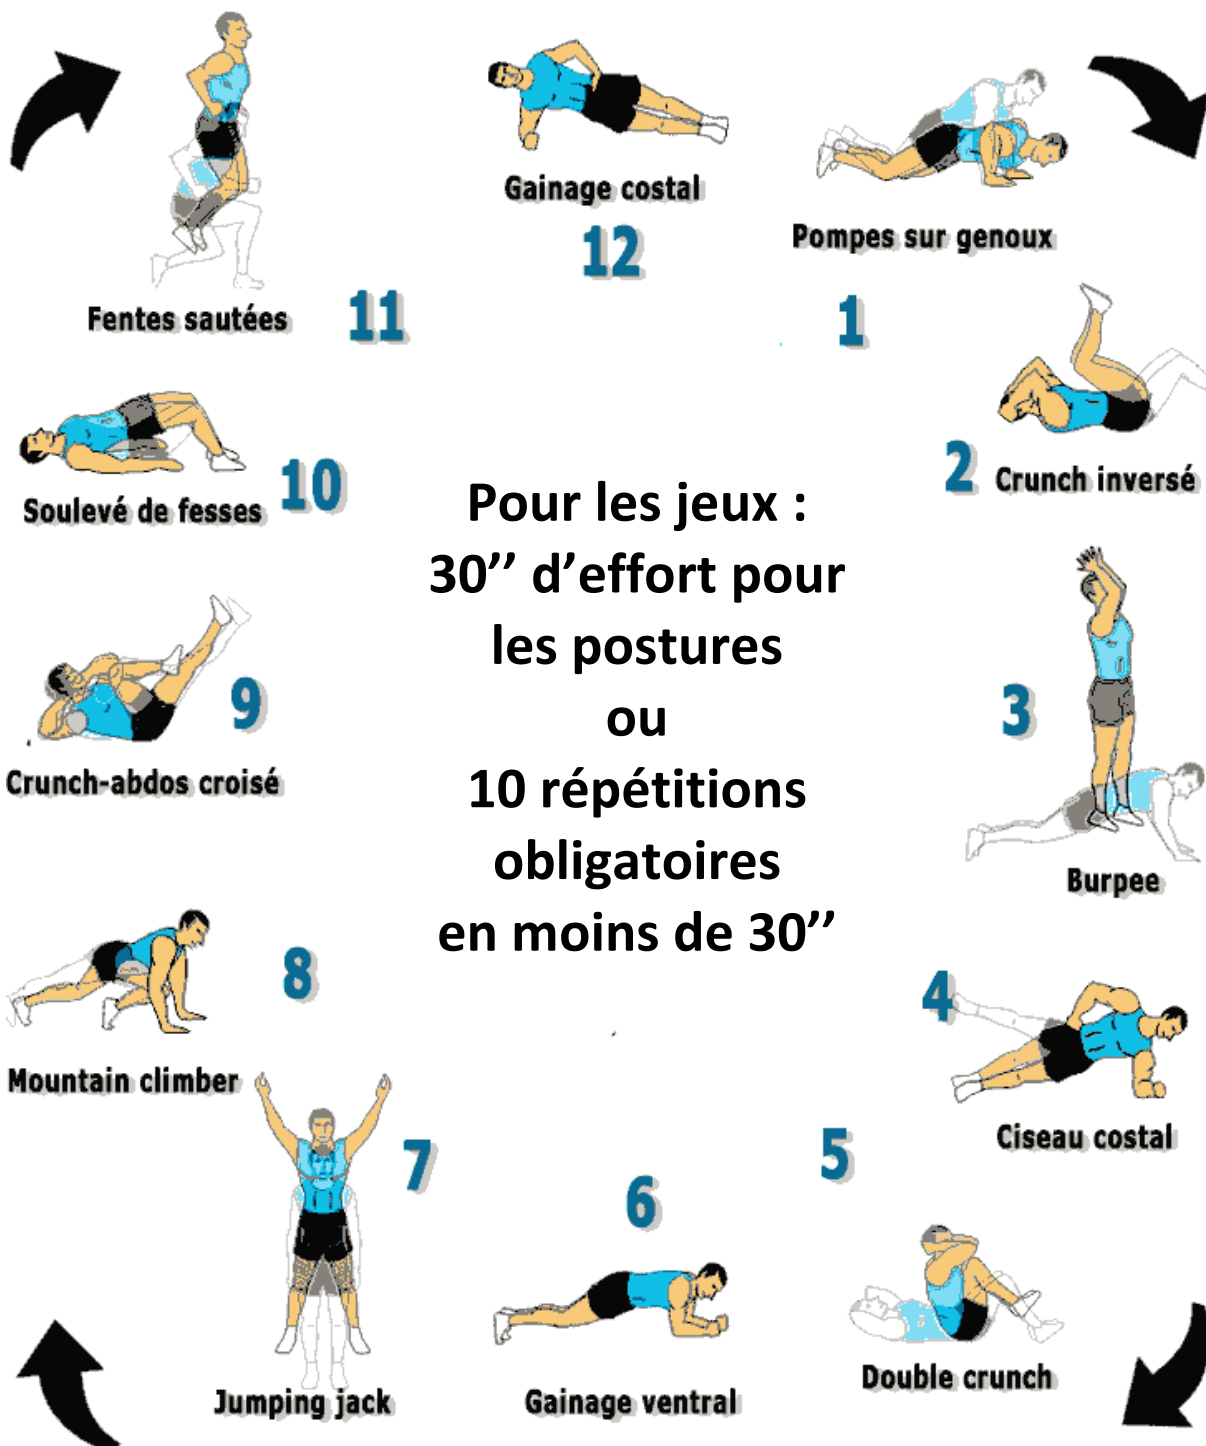 Gainage costal
12
Pompes sur genoux
1
Crunch inversé
2
Burpee
3
Ciseau costal
4
Double crunch
5
Gainage ventral
6
Jumping jack
7
Mountain climber
8
Crunch-abdos croisé
9
Soulevé de fesses
10
Fentes sautées
11
Pour les jeux :
30’’ d’effort pour
les postures
ou
10 répétitions
obligatoires
en moins de 30’’